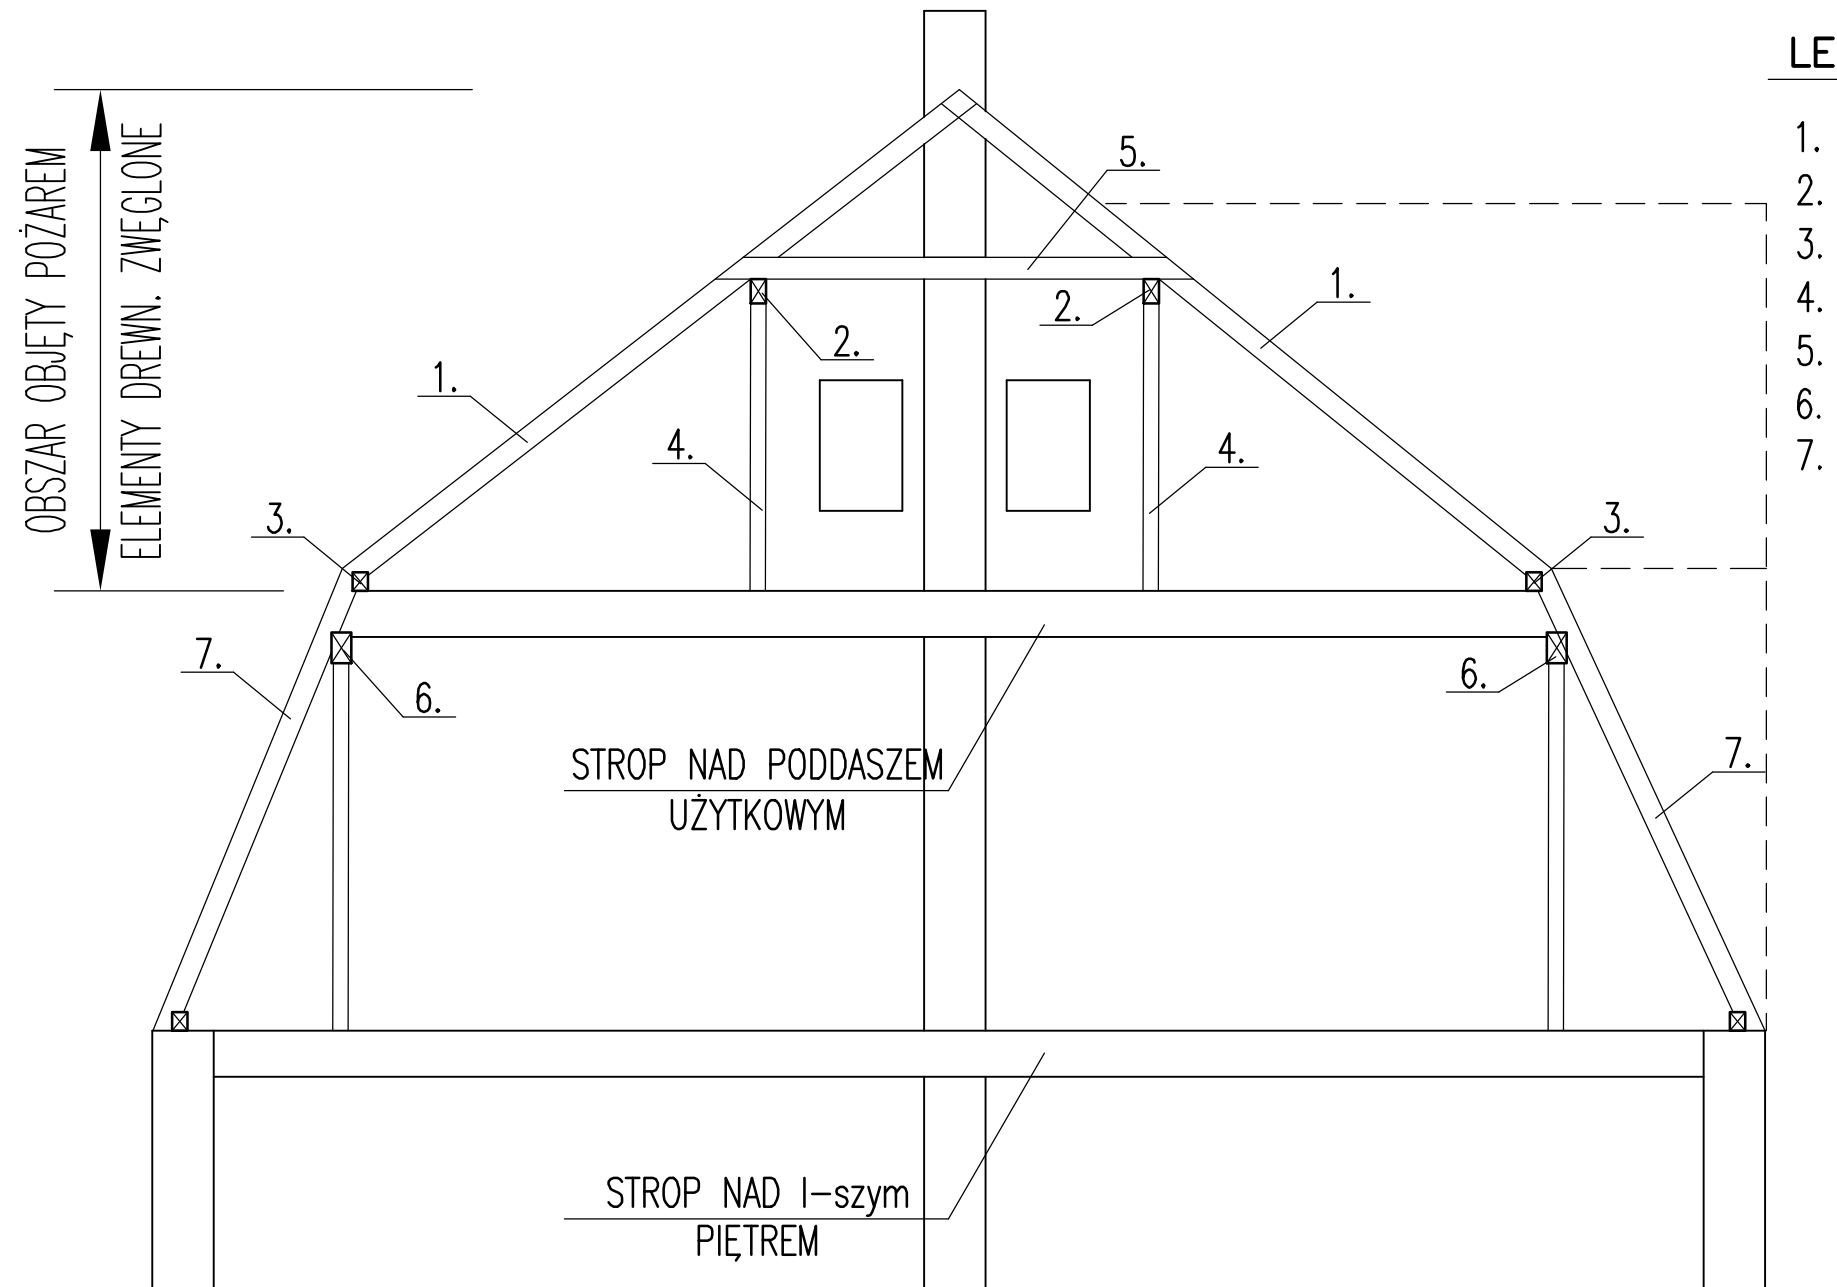 OBSZAR OBJĘTY POŻAREM
ELEMENTY DREWN. ZWĘGLONE
LE
1.
2.
3.
4.
5.
6.
7.
5.
2.
2.
1.
1.
4.
4.
3.
3.
7.
6.
6.
7.
STROP NAD PODDASZEM
UŻYTKOWYM
STROP NAD I-szym
PIĘTREM